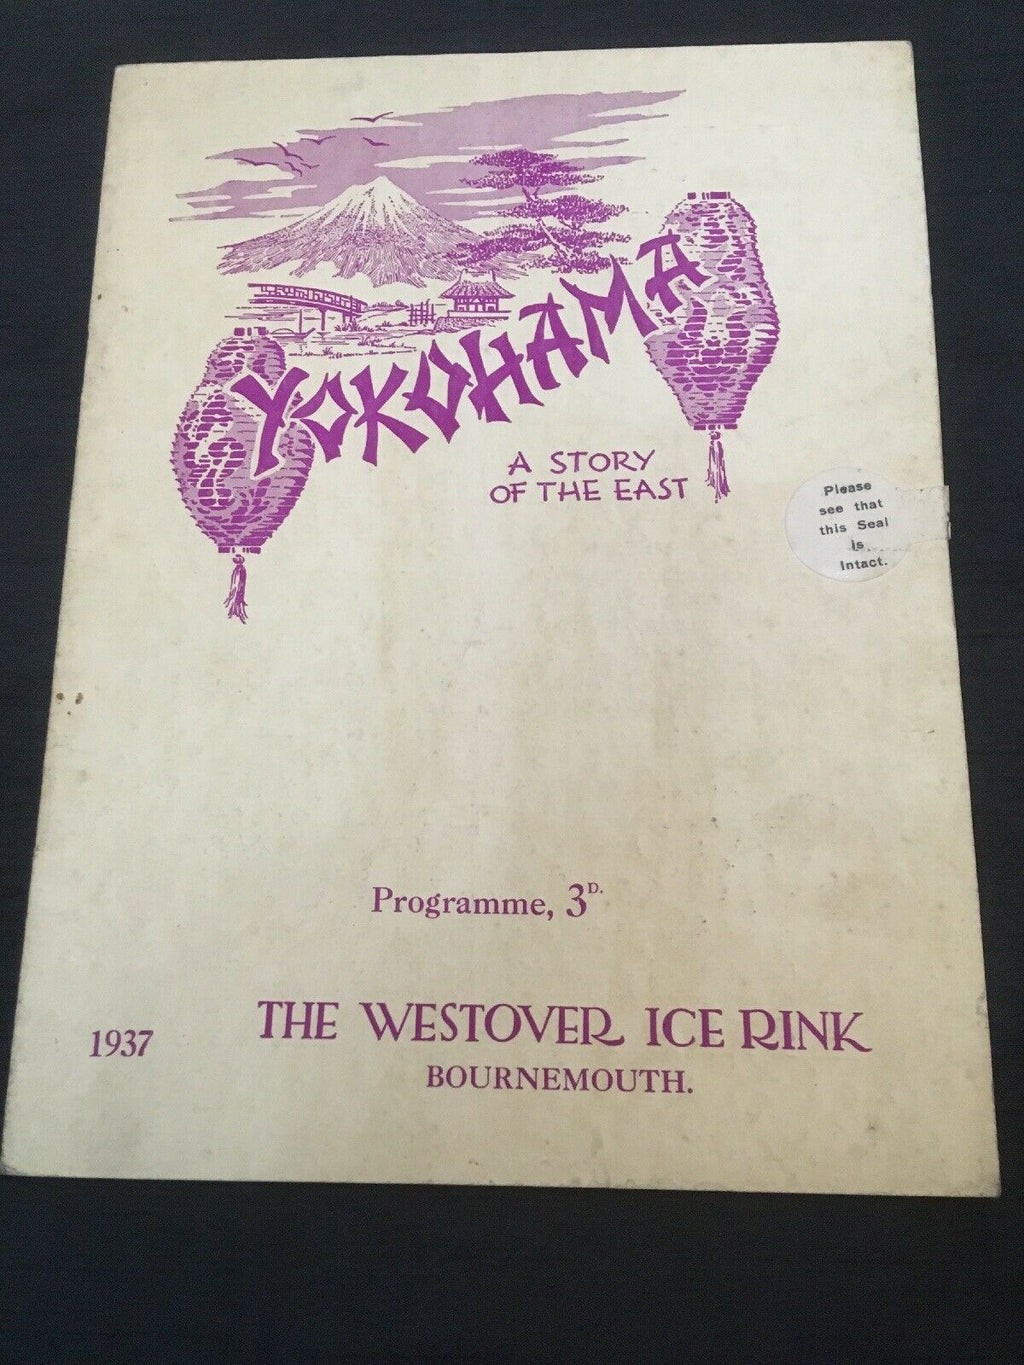 YOKOHAMA
A STORY
OF THE EAST
Please
see that
this Seal
is
Intact.
Programme, 3D.
1937
THE WESTOVER ICE RINK
BOURNEMOUTH.